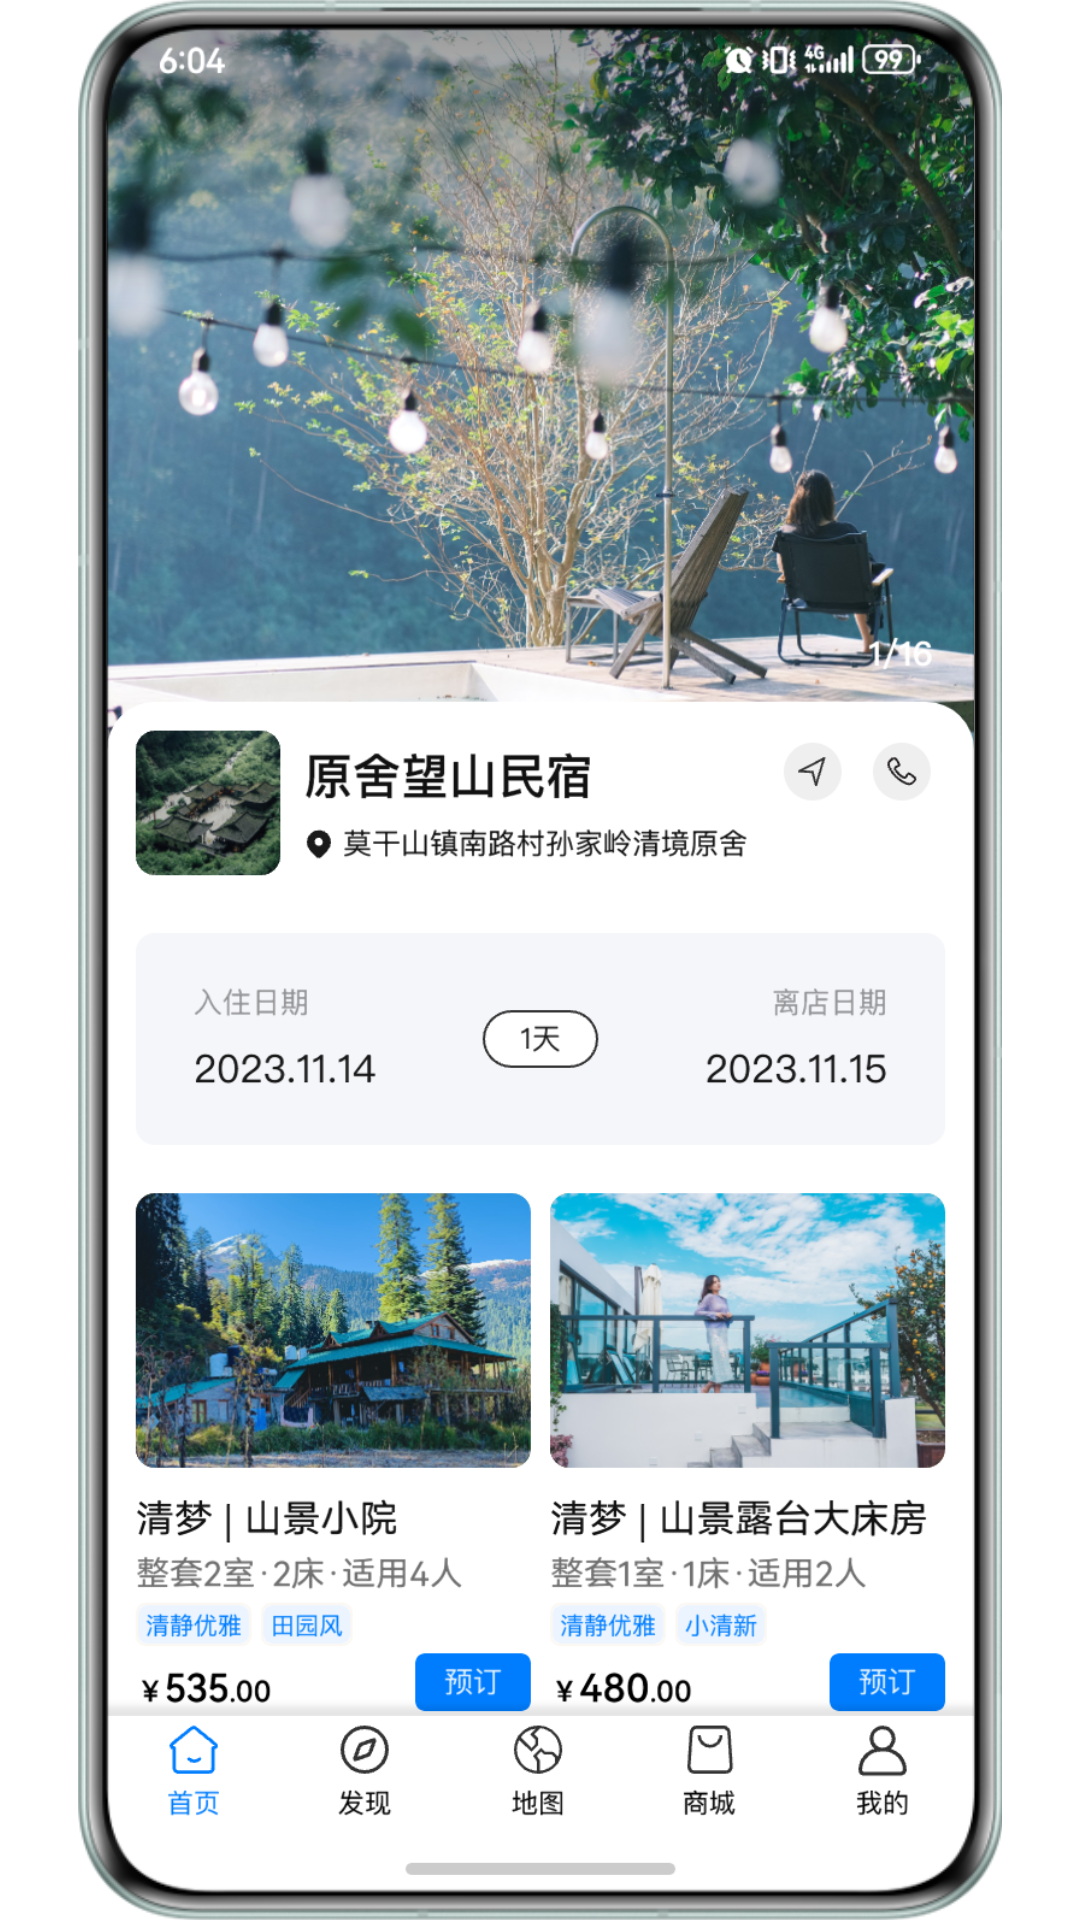 6:04
4G
99
1/16
原舍望山民宿
莫干山镇南路村孙家岭清境原舍
入住日期
离店日期
1天
2023.11.14
2023.11.15
清梦 | 山景小院
清梦 | 山景露台大床房
整套2室·2床·适用4人
整套1室·1床·适用2人
清静优雅
田园风
清静优雅
小清新
¥535.00
预订
¥480.00
预订
首页
发现
地图
商城
我的